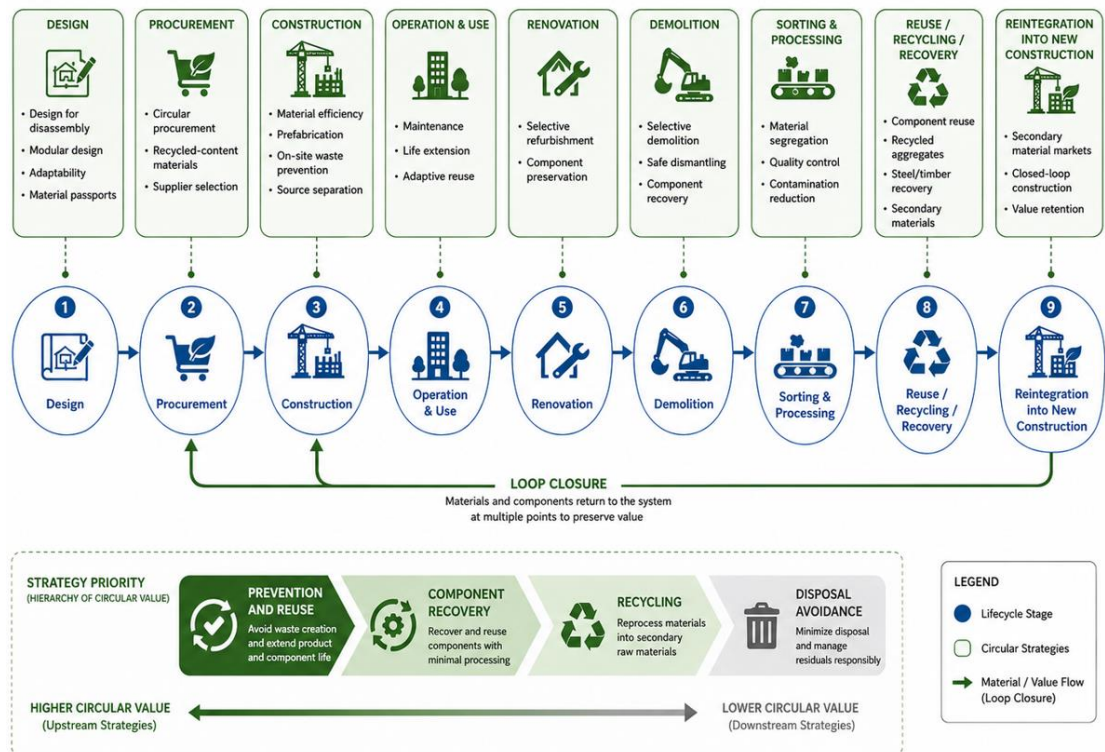 DESIGN
• Design for
disassembly
• Modular design
• Adaptability
• Material passports
PROCUREMENT
• Circular
procurement
• Recycled-content
materials
• Supplier selection
CONSTRUCTION
• Material efficiency
• Prefabrication
• On-site waste
prevention
• Source separation
OPERATION & USE
• Maintenance
• Life extension
• Adaptive reuse
RENOVATION
• Selective
refurbishment
• Component
preservation
DEMOLITION
• Selective
demolition
• Safe dismantling
• Component
recovery
SORTING &
PROCESSING
• Material
segregation
• Quality control
• Contamination
reduction
REUSE /
RECYCLING /
RECOVERY
• Component reuse
• Recycled
aggregates
• Steel/timber
recovery
• Secondary
materials
REINTEGRATION
INTO NEW
CONSTRUCTION
• Secondary
material markets
• Closed-loop
construction
• Value retention
1
Design
2
Procurement
3
Construction
4
Operation
& Use
5
Renovation
6
Demolition
7
Sorting &
Processing
8
Reuse /
Recycling /
Recovery
9
Reintegration
into New
Construction
LOOP CLOSURE
Materials and components return to the system
at multiple points to preserve value
STRATEGY PRIORITY
(HIERARCHY OF CIRCULAR VALUE)
PREVENTION
AND REUSE
Avoid waste creation
and extend product
and component life
COMPONENT
RECOVERY
Recover and reuse
components with
minimal processing
RECYCLING
Reprocess materials
into secondary
raw materials
DISPOSAL
AVOIDANCE
Minimize disposal
and manage
residuals responsibly
HIGHER CIRCULAR VALUE
(Upstream Strategies)
LOWER CIRCULAR VALUE
(Downstream Strategies)
LEGEND
Lifecycle Stage
Circular Strategies
Material / Value Flow
(Loop Closure)